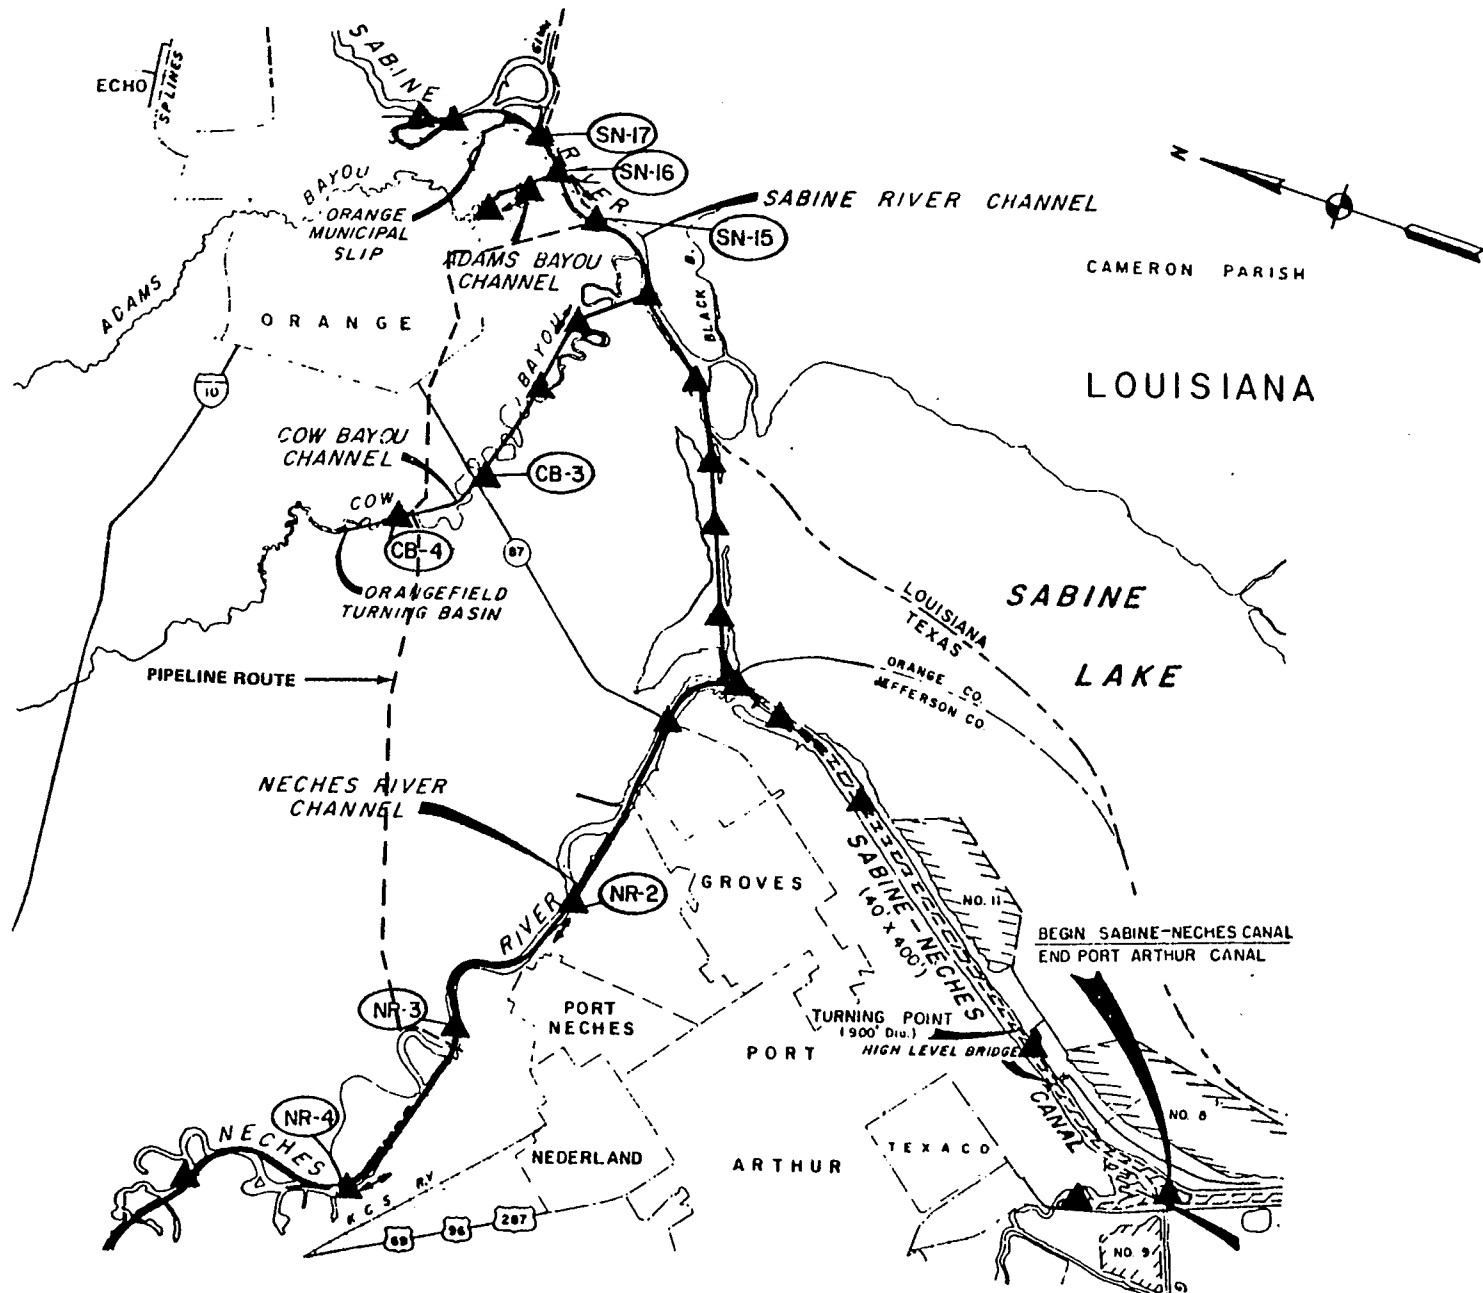 SABINE
GIWW
ECHO
SPLINES
SN-17
SN-16
RIVER
BAYOU
ORANGE
MUNICIPAL
SLIP
SABINE RIVER CHANNEL
SN-15
N
CAMERON PARISH
ADAMS BAYOU
CHANNEL
ADAMS
ORANGE
BLACK B.
BAYOU
LOUISIANA
10
COW BAYOU
CHANNEL
CB-3
COW
CB-4
87
ORANGEFIELD
TURNING BASIN
LOUISIANA
TEXAS
SABINE
LAKE
PIPELINE ROUTE
ORANGE CO.
JEFFERSON CO.
NECHES RIVER
CHANNEL
SABINE-NECHES
(40' X 400')
GROVES
NR-2
NO. 11
RIVER
BEGIN SABINE-NECHES CANAL
END PORT ARTHUR CANAL
NR-3
PORT
NECHES
TURNING POINT
(900' Dia.)
HIGH LEVEL BRIDGE
PORT
CANAL
NR-4
NECHES
NO. 8
NEDERLAND
ARTHUR
TEXACO
K C S RY
69
96
287
NO. 9